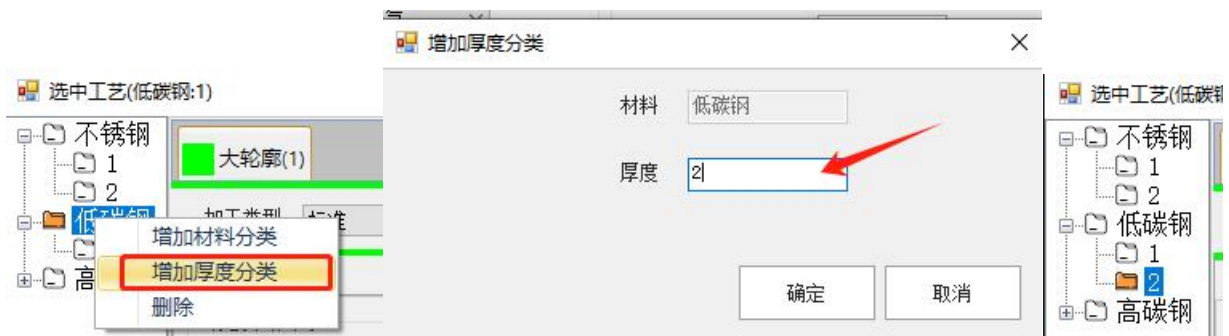 选中工艺(低碳钢:1)
不锈钢
1
2
低碳钢
高
大轮廓(1)
加工类型
标准
增加材料分类
增加厚度分类
删除
增加厚度分类
材料
低碳钢
厚度
2
确定
取消
选中工艺(低碳钢
不锈钢
1
2
低碳钢
1
2
高碳钢